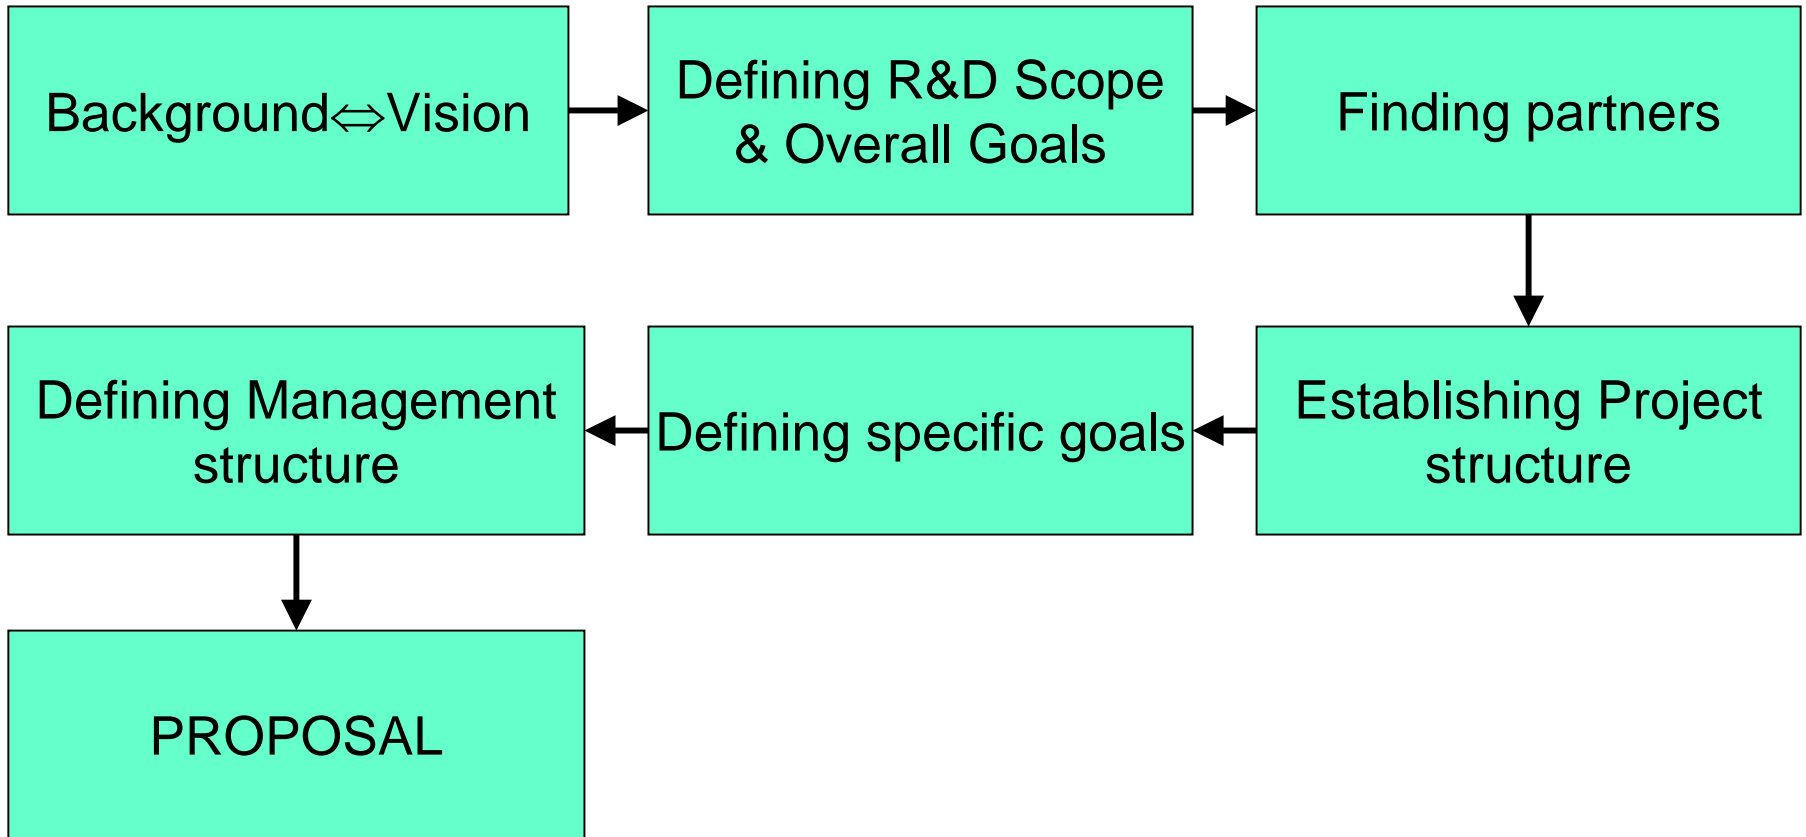 Background⇔Vision
Defining R&D Scope
& Overall Goals
Finding partners
Defining Management
structure
Defining specific goals
Establishing Project
structure
PROPOSAL